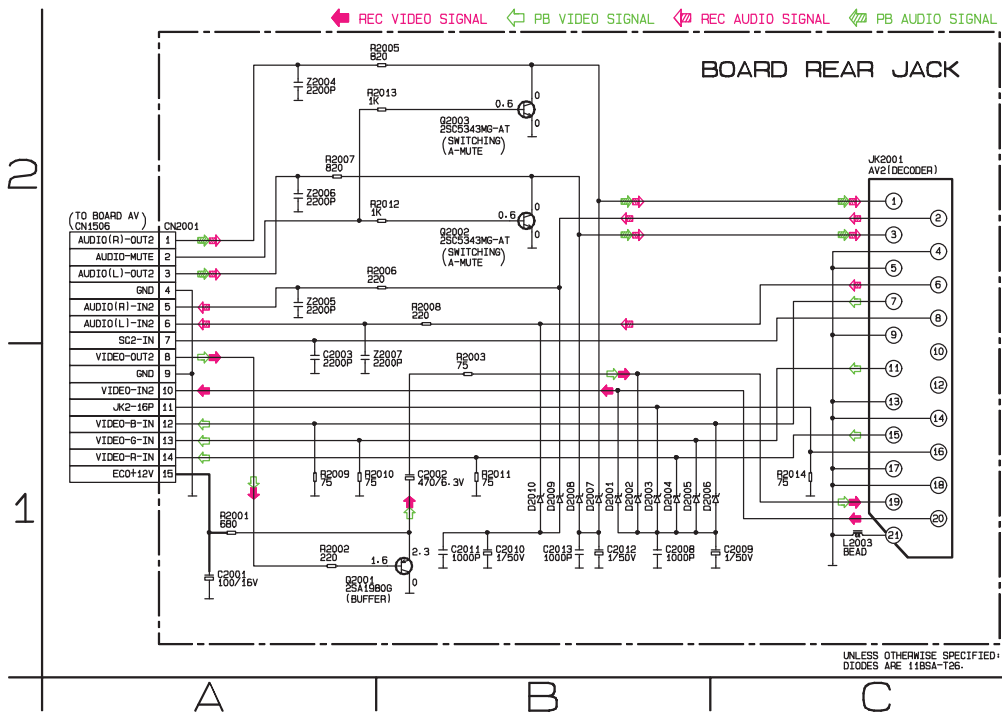 REC VIDEO SIGNAL PB VIDEO SIGNAL REC AUDIO SIGNAL PB AUDIO SIGNAL
BOARD REAR JACK
R2005
820
Z2004
2200P
R2013
1K
0.6
0
0
Q2003
2SC5343MG-AT
(SWITCHING)
A-MUTE
2
R2007
820
Z2006
2200P
R2012
1K
0.6
0
0
Q2002
2SC5343MG-AT
(SWITCHING)
A-MUTE
JK2001
AV2(DECODER)
1
2
3
4
5
6
7
8
9
10
11
12
13
14
15
16
17
18
19
20
21
(TO BOARD AV)
CN1506
CN2001
AUDIO(R)-OUT2 1
AUDIO-MUTE 2
AUDIO(L)-OUT2 3
GND 4
AUDIO(R)-IN2 5
AUDIO(L)-IN2 6
SC2-IN 7
VIDEO-OUT2 8
GND 9
VIDEO-IN2 10
JK2-16P 11
VIDEO-B-IN 12
VIDEO-G-IN 13
VIDEO-R-IN 14
ECO+12V 15
R2006
220
Z2005
2200P
R2008
220
C2003
2200P
Z2007
2200P
R2003
75
R2009
75
R2010
75
C2002
470/6.3V
R2011
75
D2010
D2009
D2008
D2007
D2001
D2002
D2003
D2004
D2005
D2006
R2014
75
1
R2001
680
R2002
220
1.6
2.3
0
Q2001
2SA1980G
(BUFFER)
C2001
100/16V
C2011
1000P
C2010
1/50V
C2013
1000P
C2012
1/50V
C2008
1000P
C2009
1/50V
L2003
BEAD
UNLESS OTHERWISE SPECIFIED:
DIODES ARE 11BSA-T26.
A B C